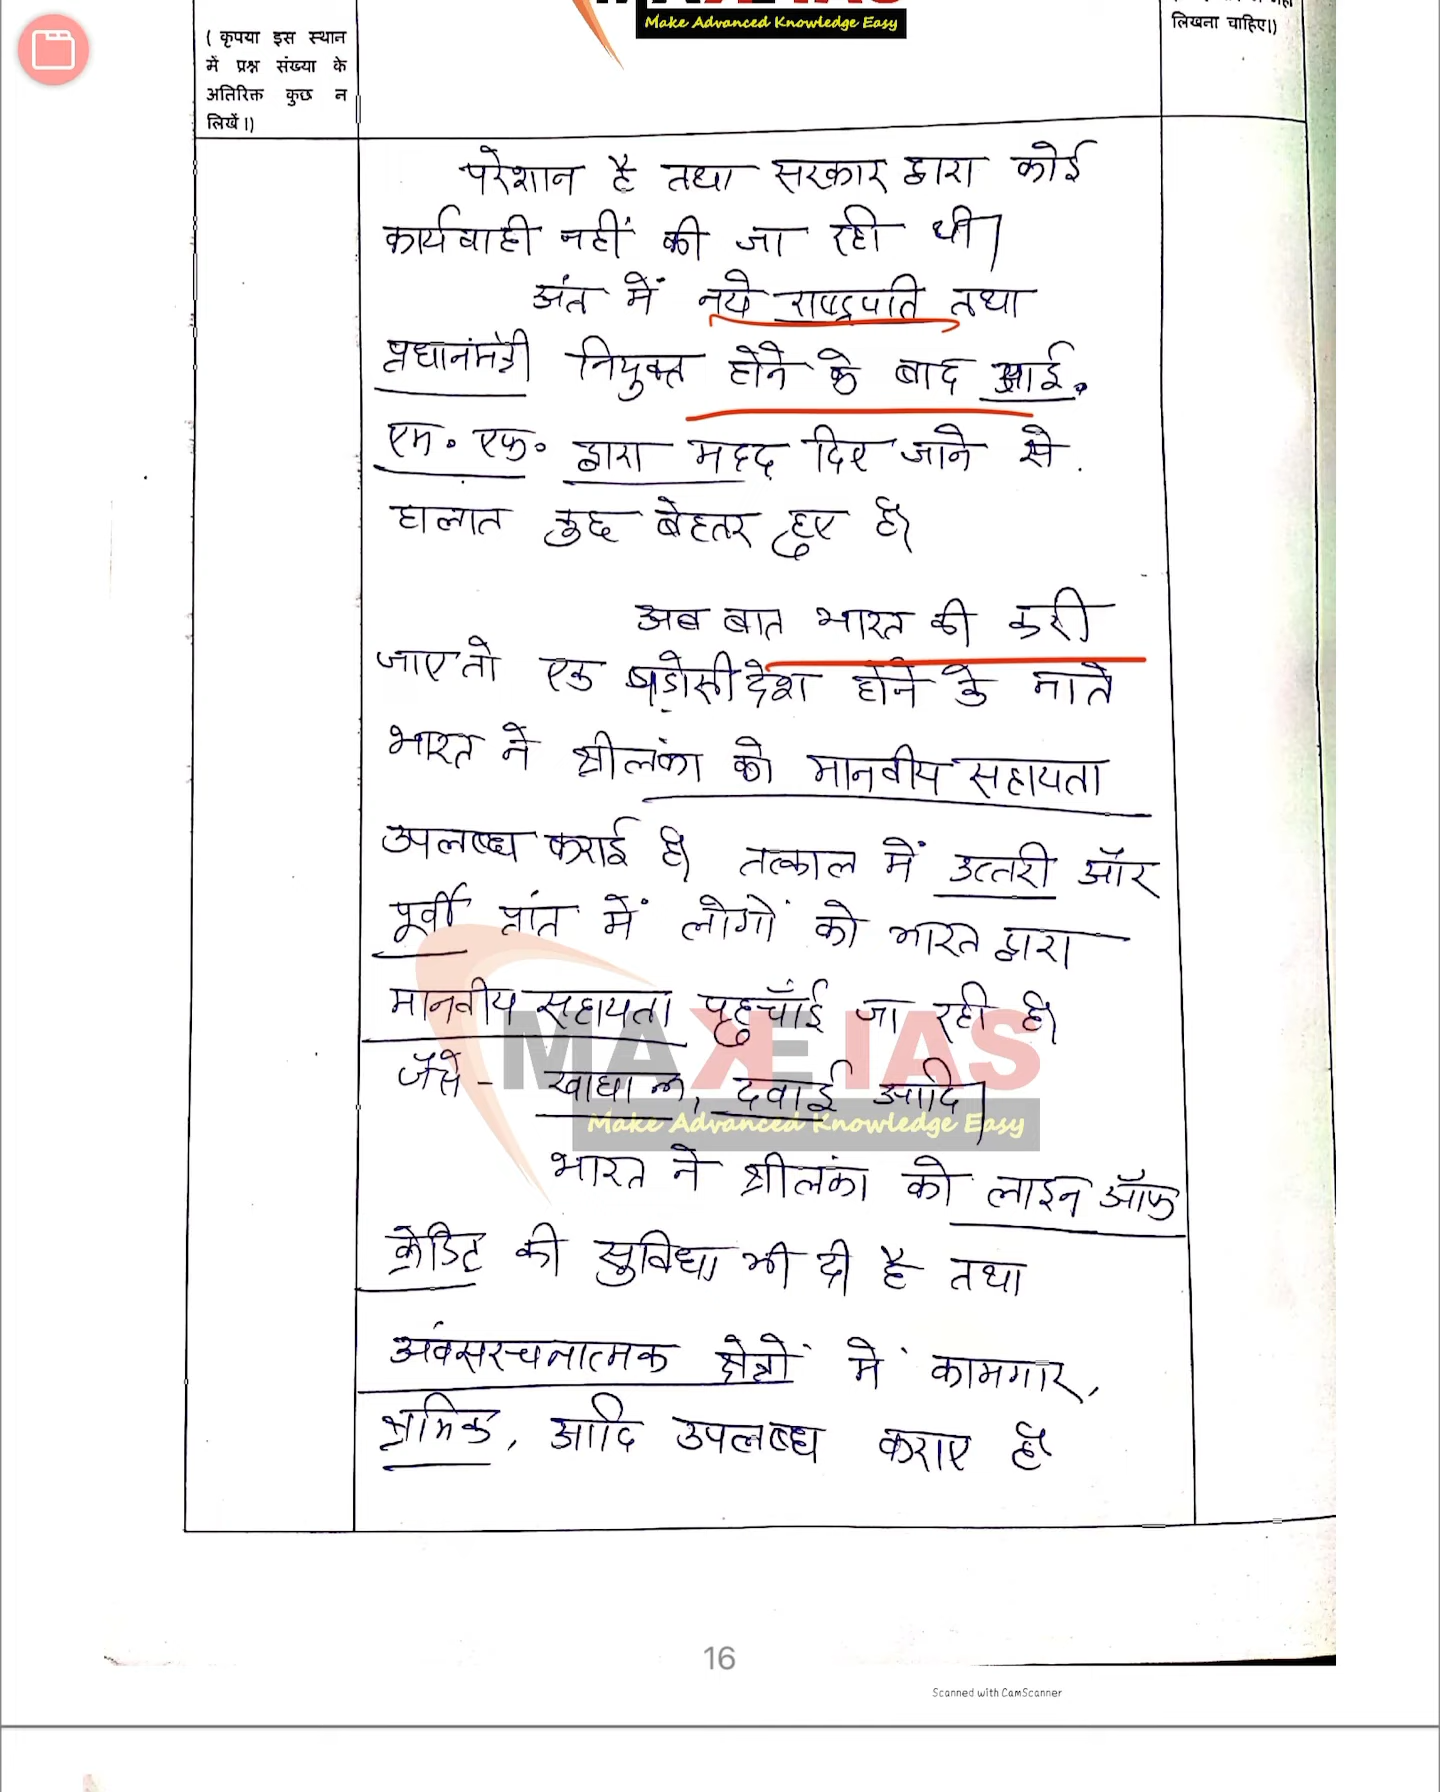 Make Advanced Knowledge Easy
लिखना चाहिए।)
( कृपया इस स्थान
में प्रश्न संख्या के
अतिरिक्त कुछ न
लिखें।)
परेशान है तथा सरकार द्वारा कोई
कार्यवाही नहीं की जा रही थी।
अंत में नये राष्ट्रपति तथा
प्रधानमंत्री नियुक्त होने के बाद आई.
एम. एफ. द्वारा मदद दिए जाने से
हालात कुछ बेहतर हुए है।
अब बात भारत की करी
जाए तो एक पड़ोसी देश होने के नाते
भारत ने श्रीलंका को मानवीय सहायता
उपलब्ध कराई है। तत्काल में उत्तरी और
पूर्वी प्रांत में लोगों को भारत द्वारा
मानवीय सहायता पहुचाँई जा रही है।
MAKE IAS
जैसे - खाद्यान्न, दवाई आदि।
Make Advanced Knowledge Easy
भारत ने श्रीलंका को लाइन ऑफ
क्रेडिट की सुविधा भी दी है तथा
अवंसरचनात्मक क्षेत्रों में कामगार,
श्रमिक, आदि उपलब्ध कराए है।
16
Scanned with CamScanner